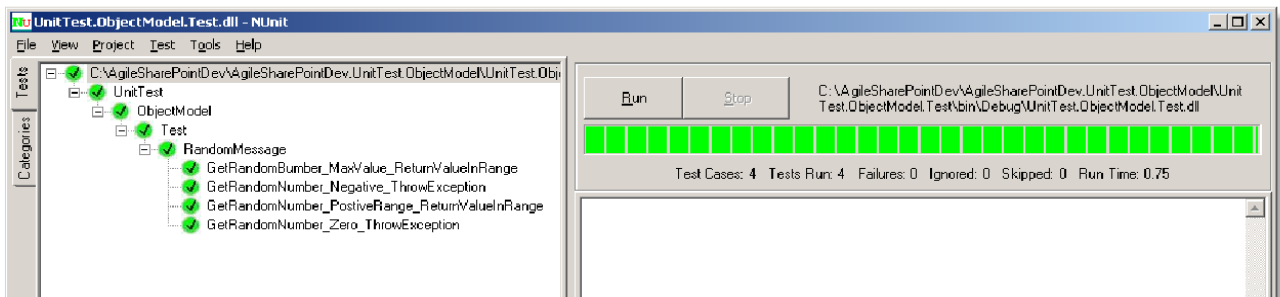 Nu UnitTest.ObjectModel.Test.dll - NUnit
File View Project Test Tools Help
Tests
Categories
C:\AgileSharePointDev\AgileSharePointDev.UnitTest.ObjectModel\UnitTest.Obj
UnitTest
ObjectModel
Test
RandomMessage
GetRandomBumber_MaxValue_ReturnValueInRange
GetRandomNumber_Negative_ThrowException
GetRandomNumber_PostiveRange_ReturnValueInRange
GetRandomNumber_Zero_ThrowException
Run
Stop
C:\AgileSharePointDev\AgileSharePointDev.UnitTest.ObjectModel\Unit
Test.ObjectModel.Test\bin\Debug\UnitTest.ObjectModel.Test.dll
Test Cases: 4 Tests Run: 4 Failures: 0 Ignored: 0 Skipped: 0 Run Time: 0.75